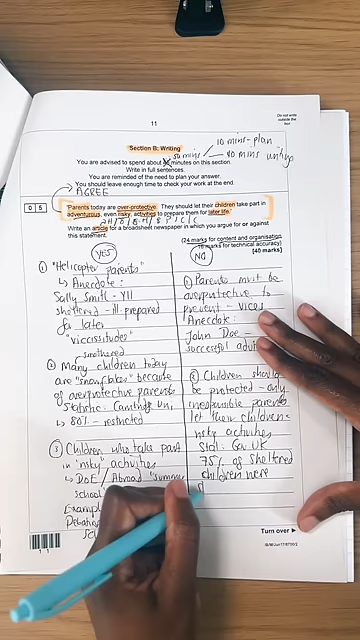 11
Do not write outside the box
Section B: Writing
You are advised to spend about 45 minutes on this section.
50 mins
10 mins - plan
40 mins writing
Write in full sentences.
You are reminded of the need to plan your answer.
You should leave enough time to check your work at the end.
AGREE
0 5
'Parents today are over-protective. They should let their children take part in
adventurous, even risky, activities to prepare them for later life.'
Write an article for a broadsheet newspaper in which you argue for or against
this statement.
(24 marks for content and organisation
16 marks for technical accuracy)
[40 marks]
YES
① "Helicopter parents"
↳ Anecdote:
Sally Smith - Y11
sheltered - ill-prepared
for later
"vicissitudes"
smothered
② Many children today
are "snowflakes" because
of overprotective parents
Statistic: Cambridge Uni,
↳ 80% - restricted
③ Children who take part
in "risky" activities
↳ DoE / Abroad "summer
school
NO
① Parents must be
overprotective to
prevent - vices
Anecdote:
John Doe -
successful adult
② Children should
be protected - only
irresponsible parents
let their children
risky activities
Stat: Gov UK
75% of sheltered
children were
Turn over ►
IB/M/Jun17/8700/2